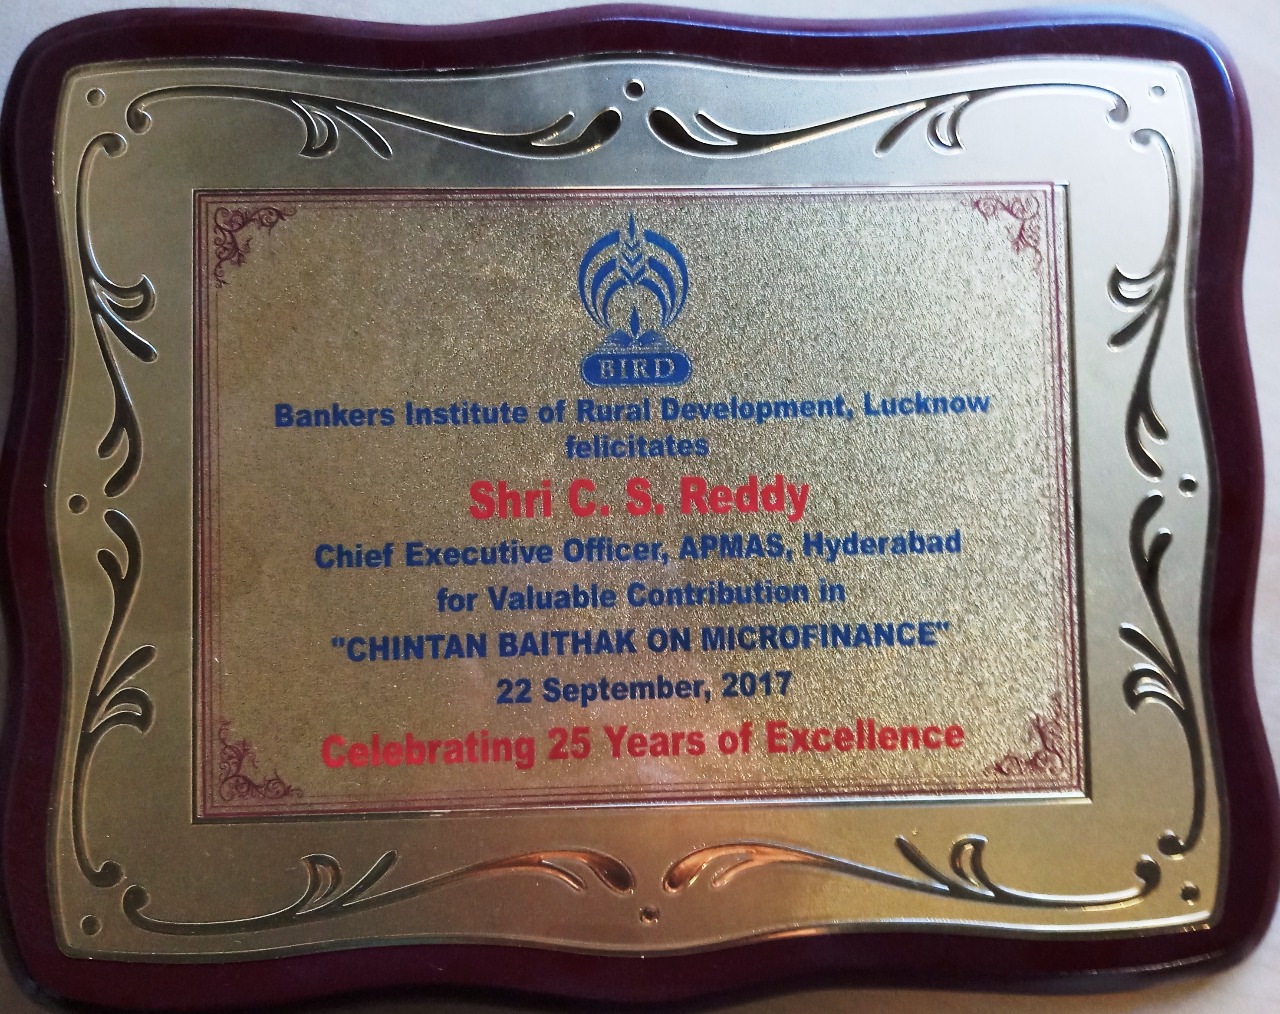 BIRD
Bankers Institute of Rural Development, Lucknow
felicitates
Shri C. S. Reddy
Chief Executive Officer, APMAS, Hyderabad
for Valuable Contribution in
"CHINTAN BAITHAK ON MICROFINANCE"
22 September, 2017
Celebrating 25 Years of Excellence